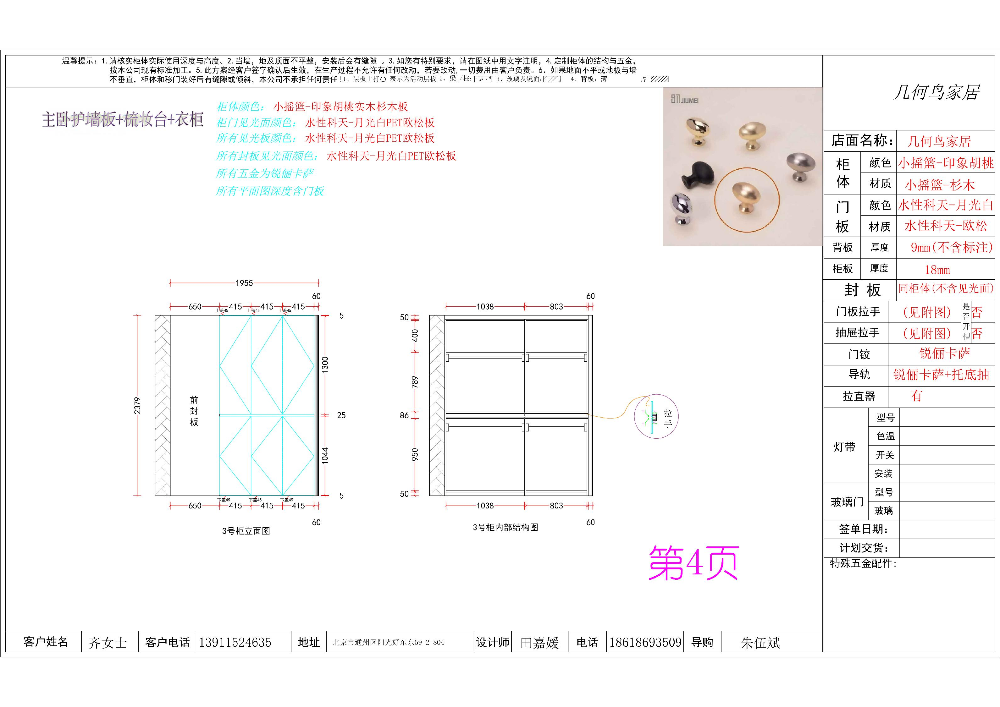 温馨提示：1.请核实柜体实际使用深度与高度。2.当墙，地及顶面不平整，安装后会有缝隙 。3.如您有特别要求，请在图纸中用文字注明，4.定制柜体的结构与五金，
按本公司现有标准加工。5.此方案经客户签字确认后生效，在生产过程不允许有任何改动，若要改动,一切费用由客户负责。6、如果地面不平或地板与墙
不垂直，柜体和移门装好后有缝隙或倾斜，本公司不承担任何责任！1、层板上打○ 表示为活动层板 2、梁 /柱: 3、玻璃及镜面: 4、背板：薄 厚
主卧护墙板+梳妆台+衣柜
柜体颜色： 小摇篮-印象胡桃实木杉木板
柜门见光面颜色： 水性科天-月光白PET欧松板
所有见光板颜色： 水性科天-月光白PET欧松板
所有封板见光面颜色： 水性科天-月光白PET欧松板
所有五金为锐俪卡萨
所有平面图深度含门板
JIUMEI
1955
60
650 415 415 415
上盖45 上盖45 上盖45
5
2379
前封板
1300
25
1044
5
下盖45 下盖45 下盖45
650 415 415 415
60
3号柜立面图
60
1038 803
50
400
789
86
950
50
拉手
1038 803
60
3号柜内部结构图
第4页
几何鸟家居
店面名称： 几何鸟家居
柜体 颜色 小摇篮-印象胡桃
材质 小摇篮-杉木
门板 颜色 水性科天-月光白
材质 水性科天-欧松
背板 厚度 9mm(不含标注)
柜板 厚度 18mm
封 板 同柜体(不含见光面)
门板拉手 (见附图) 是否开槽 否
抽屉拉手 (见附图) 否
门铰 锐俪卡萨
导轨 锐俪卡萨+托底抽
拉直器 有
灯带 型号
色温
开关
安装
玻璃门 型号
玻璃
签单日期：
计划交货：
特殊五金配件：
客户姓名 齐女士 客户电话 13911524635 地址 北京市通州区阳光好东东59-2-804 设计师 田嘉媛 电话 18618693509 导购 朱伍斌